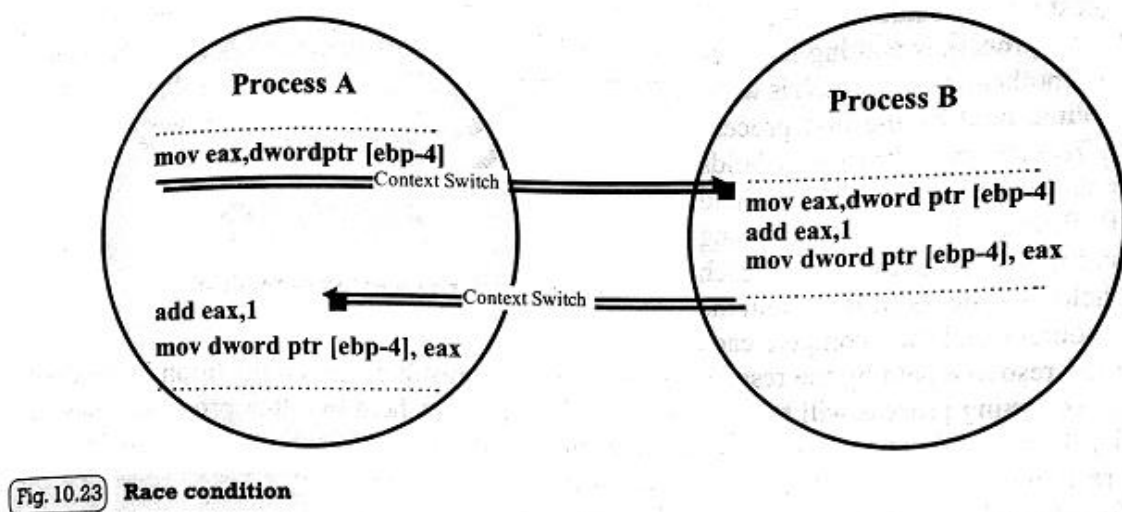 Process A
mov eax,dwordptr [ebp-4]
Context Switch
Process B
mov eax,dword ptr [ebp-4]
add eax,1
mov dword ptr [ebp-4], eax
Context Switch
add eax,1
mov dword ptr [ebp-4], eax
Fig. 10.23 Race condition